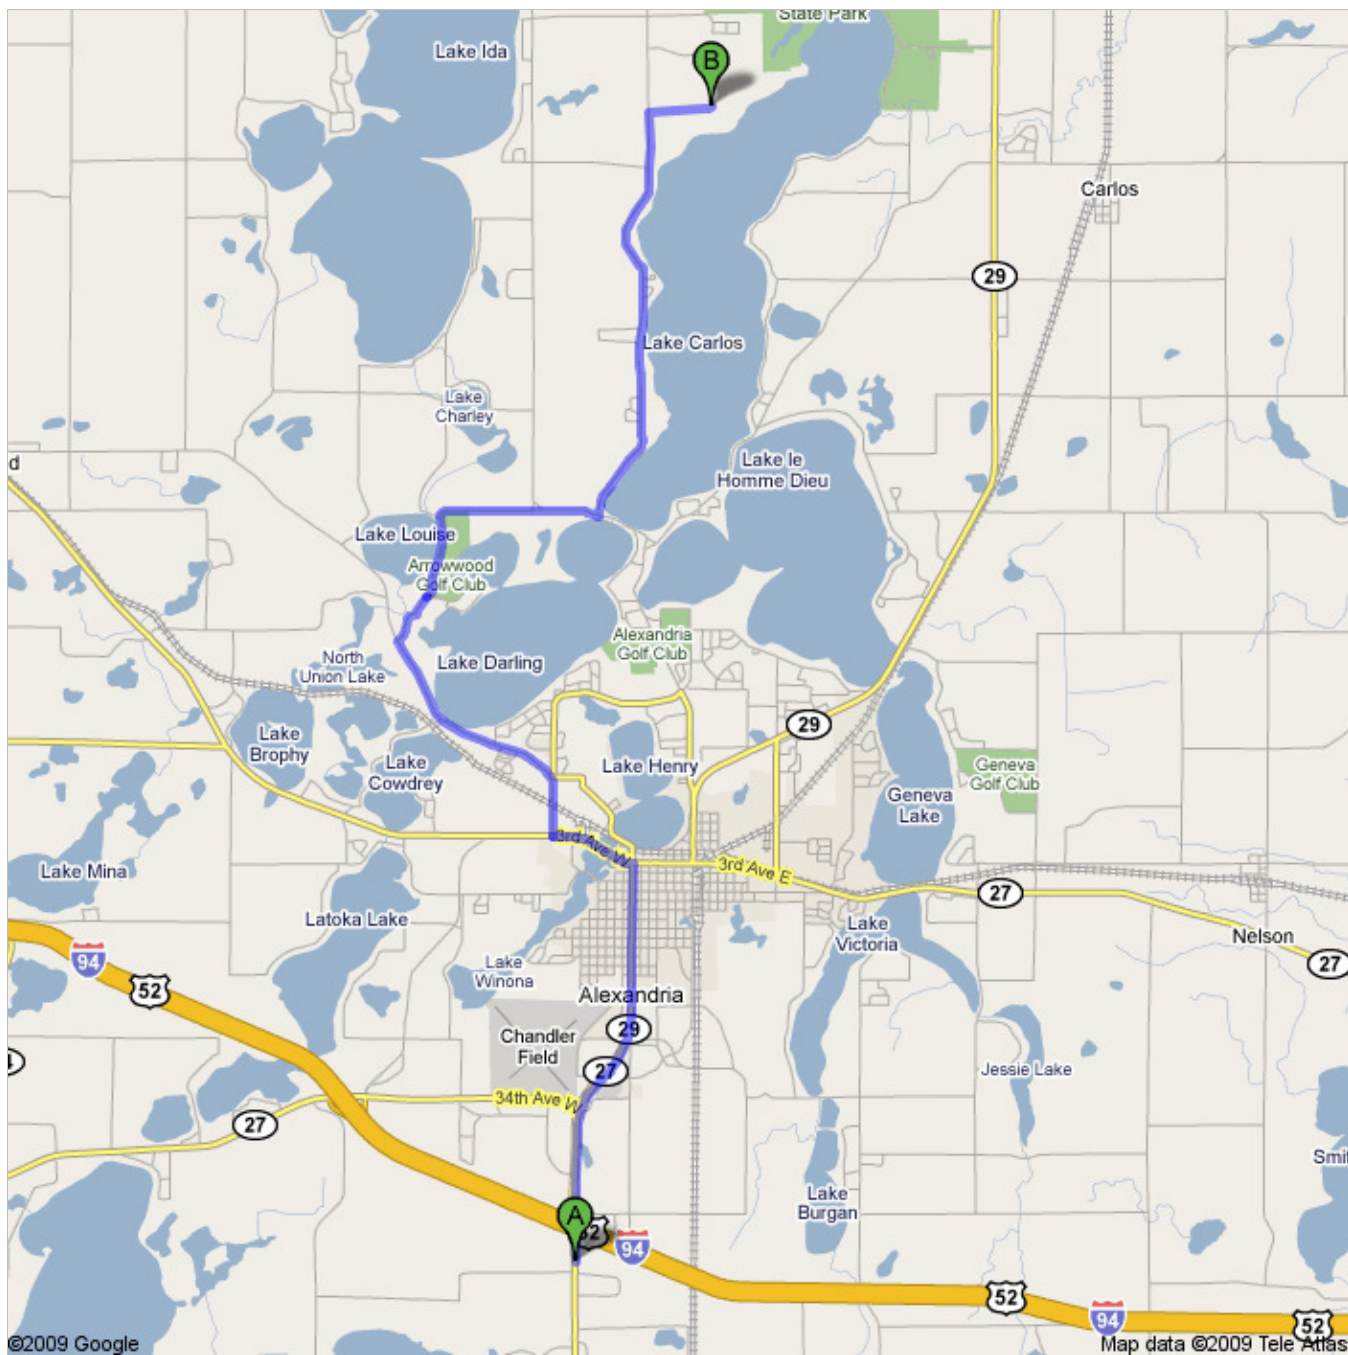 State Park
Lake Ida
B
Carlos
29
Lake Carlos
Lake
Charley
d
Lake le
Homme Dieu
Lake Louise
Arrowwood
Golf Club
Alexandria
Golf Club
North
Union Lake
Lake Darling
29
Lake
Brophy
Lake
Cowdrey
Lake Henry
Geneva
Golf Club
Geneva
Lake
3rd Ave W
3rd Ave E
Lake Mina
27
Latoka Lake
Lake
Victoria
Nelson
27
94
52
Lake
Winona
Alexandria
29
Chandler
Field
27
Jessie Lake
34th Ave W
27
Smit
Lake
Burgan
A
52
94
52
94
52
©2009 Google
Map data ©2009 Tele Atlas